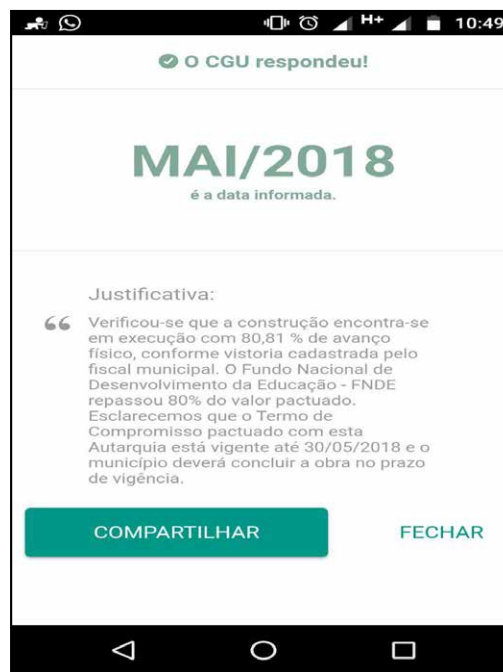 H+ 10:49
O CGU respondeu!
MAI/2018
é a data informada.
Justificativa:
“ Verificou-se que a construção encontra-se
em execução com 80,81 % de avanço
físico, conforme vistoria cadastrada pelo
fiscal municipal. O Fundo Nacional de
Desenvolvimento da Educação - FNDE
repassou 80% do valor pactuado.
Esclarecemos que o Termo de
Compromisso pactuado com esta
Autarquia está vigente até 30/05/2018 e o
município deverá concluir a obra no prazo
de vigência.
COMPARTILHAR FECHAR